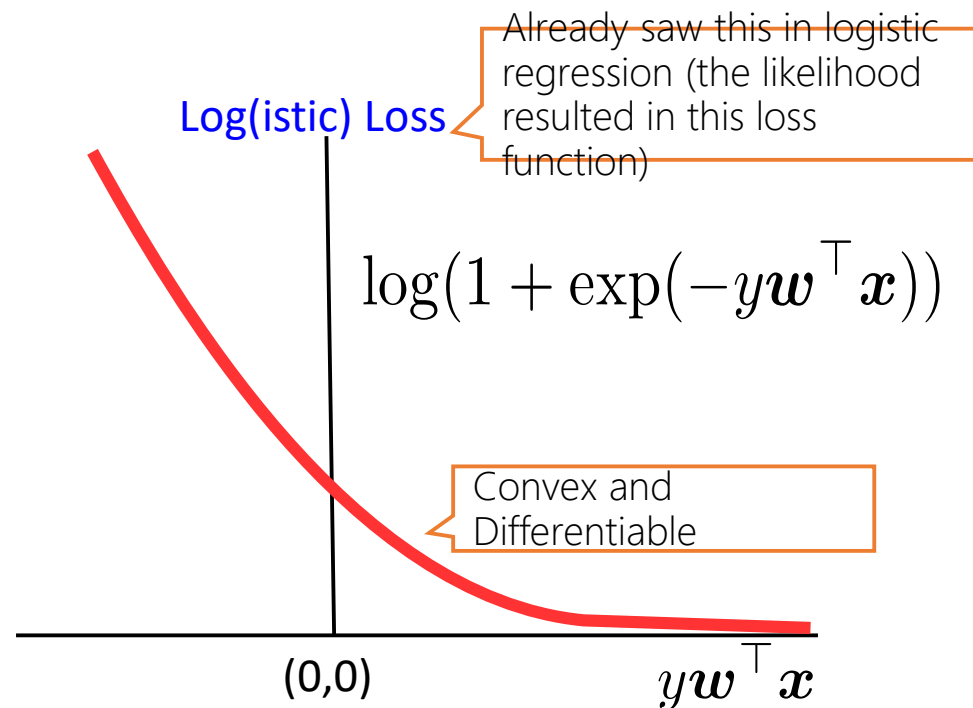 Already saw this in logistic
regression (the likelihood
resulted in this loss
function)
Log(istic) Loss
log(1 + exp(−yw⊤x))
Convex and
Differentiable
(0,0)
yw⊤x